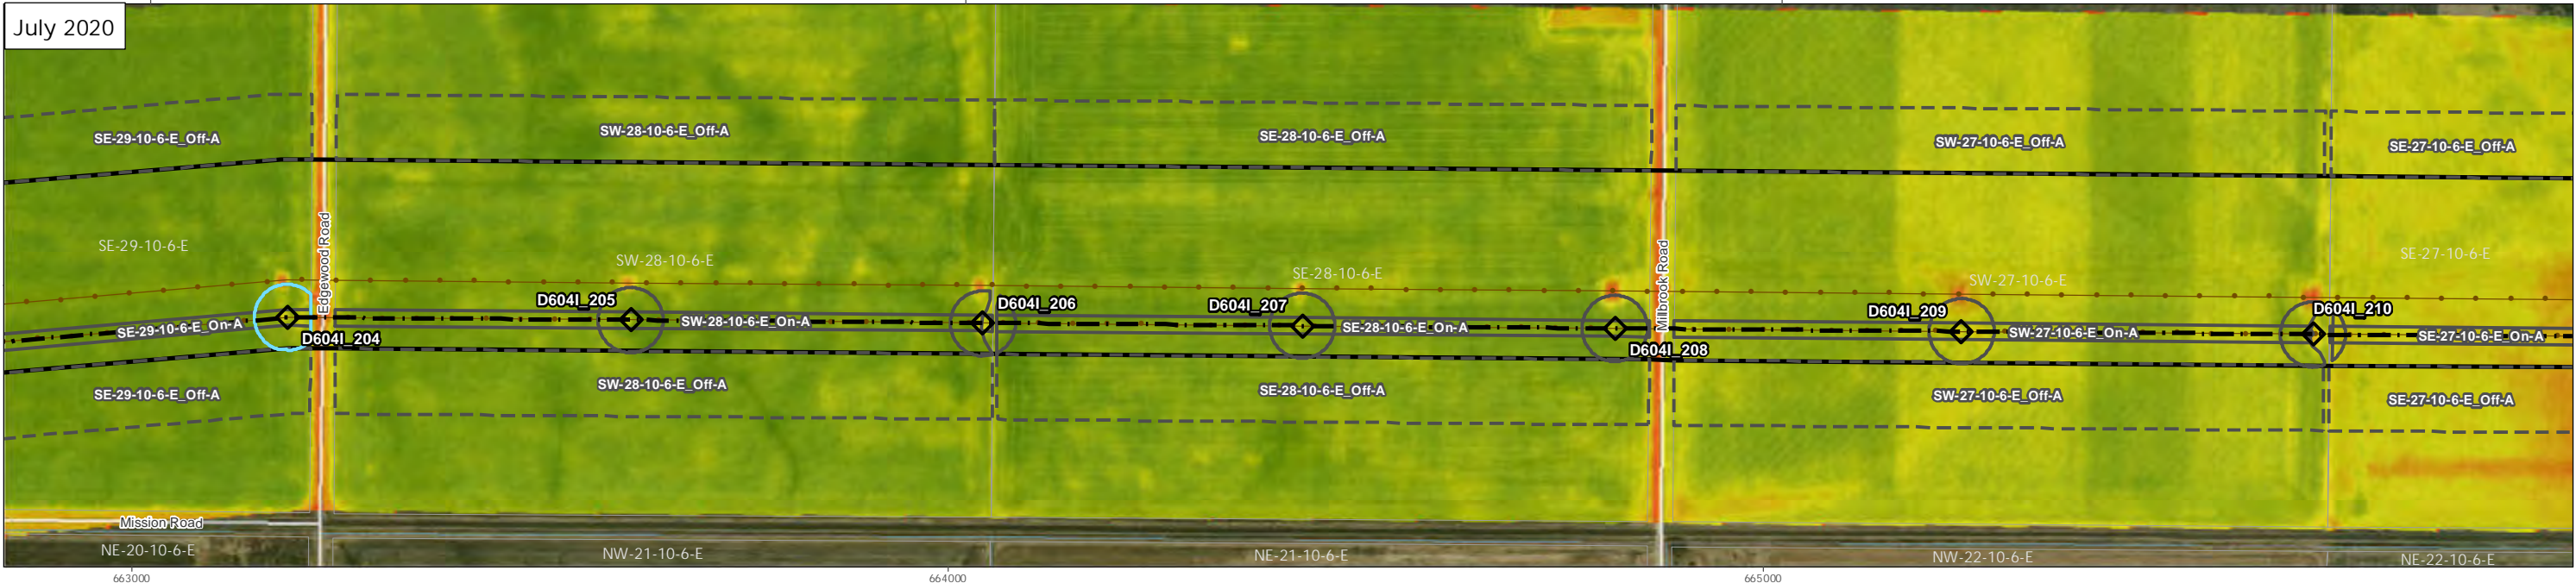 July 2020
SE-29-10-6-E_Off-A
SW-28-10-6-E_Off-A
SE-28-10-6-E_Off-A
SW-27-10-6-E_Off-A
SE-27-10-6-E_Off-A
Edgewood Road
Milbrook Road
SE-29-10-6-E
SW-28-10-6-E
SE-28-10-6-E
SW-27-10-6-E
SE-27-10-6-E
D604I_205
D604I_206
D604I_207
D604I_209
D604I_210
SE-29-10-6-E_On-A
SW-28-10-6-E_On-A
SE-28-10-6-E_On-A
SW-27-10-6-E_On-A
SE-27-10-6-E_On-A
D604I_204
D604I_208
SE-29-10-6-E_Off-A
SW-28-10-6-E_Off-A
SE-28-10-6-E_Off-A
SW-27-10-6-E_Off-A
SE-27-10-6-E_Off-A
Mission Road
NE-20-10-6-E
NW-21-10-6-E
NE-21-10-6-E
NW-22-10-6-E
NE-22-10-6-E
663000
664000
665000